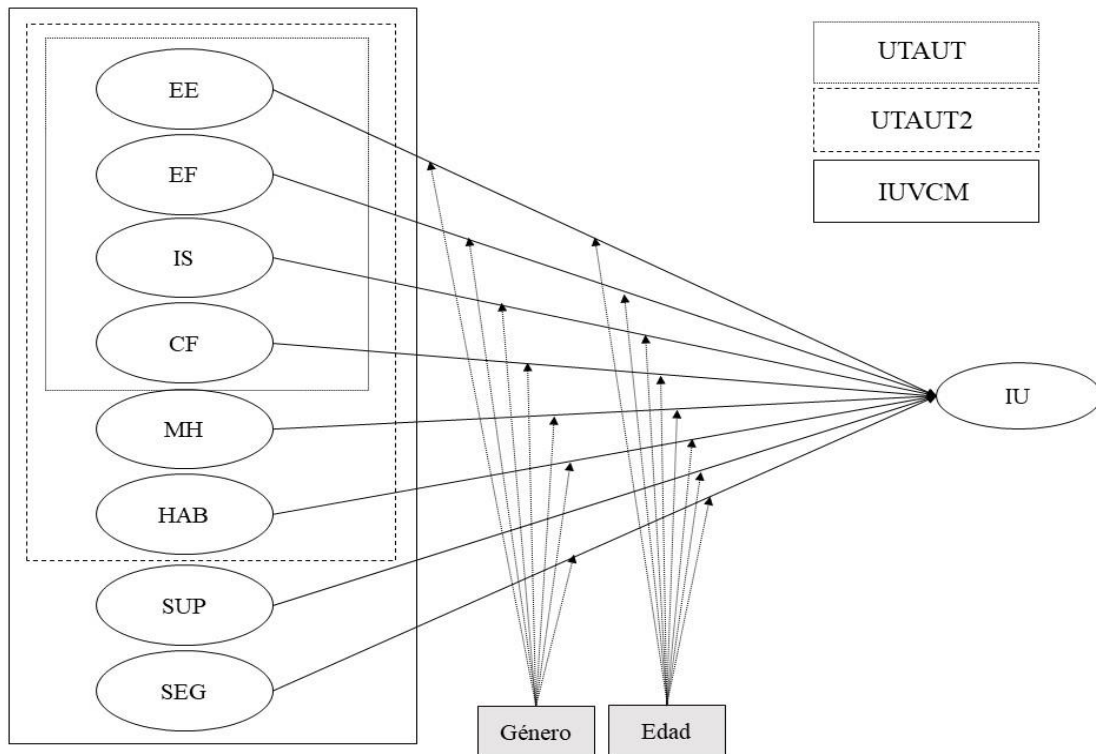 EE
EF
IS
CF
MH
HAB
SUP
SEG
UTAUT
UTAUT2
IUVCM
IU
Género
Edad